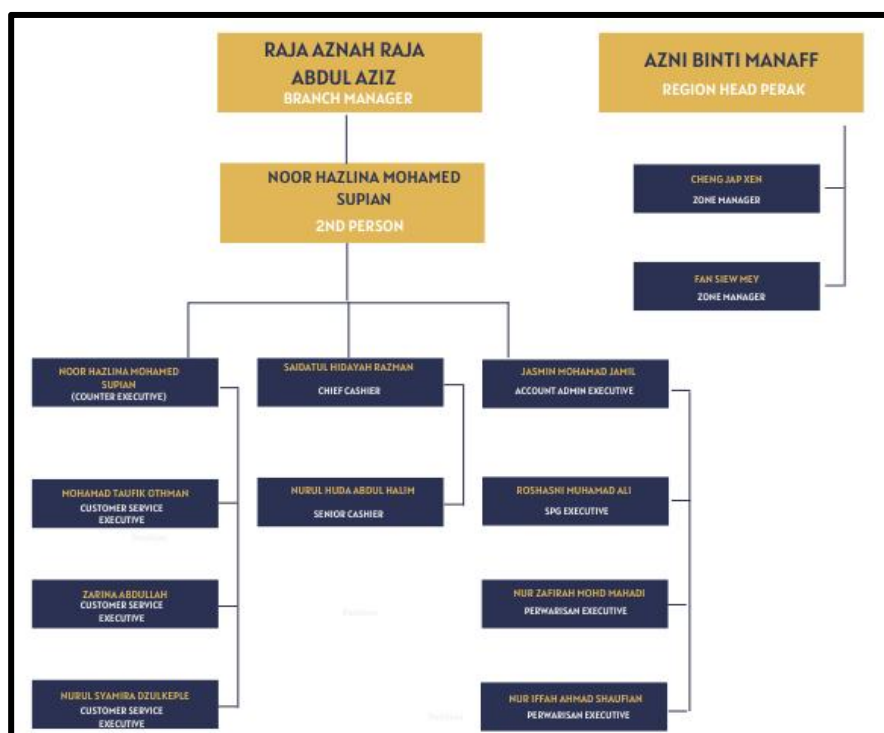 RAJA AZNAH RAJA
ABDUL AZIZ
BRANCH MANAGER
AZNI BINTI MANAFF
REGION HEAD PERAK
NOOR HAZLINA MOHAMED
SUPIAN
2ND PERSON
CHENG JAP XEN
ZONE MANAGER
FAN SIEW MEY
ZONE MANAGER
NOOR HAZLINA MOHAMED
SUPIAN
(COUNTER EXECUTIVE)
SAIDATUL HIDAYAH RAZMAN
CHIEF CASHIER
JASMIN MOHAMAD JAMIL
ACCOUNT ADMIN EXECUTIVE
MOHAMAD TAUFIK OTHMAN
CUSTOMER SERVICE
EXECUTIVE
NURUL HUDA ABDUL HALIM
SENIOR CASHIER
ROSHASNI MUHAMAD ALI
SPG EXECUTIVE
ZARINA ABDULLAH
CUSTOMER SERVICE
EXECUTIVE
NUR ZAFIRAH MOHD MAHADI
PERWARISAN EXECUTIVE
NURUL SYAMIRA DZULKEPLE
CUSTOMER SERVICE
EXECUTIVE
NUR IFFAH AHMAD SHAUFIAN
PERWARISAN EXECUTIVE